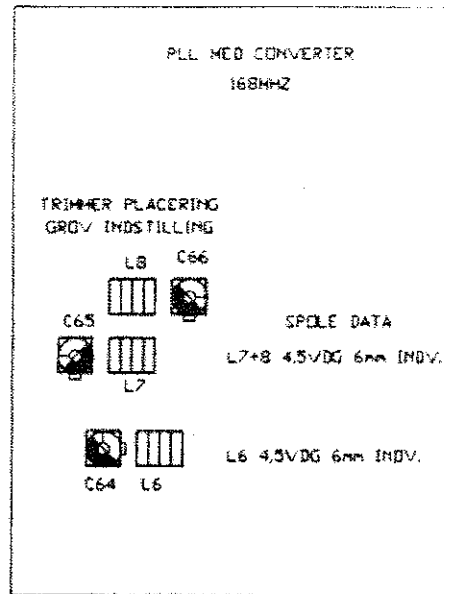 PLL MED CONVERTER
168MHZ
TRIMMER PLACERING
GROV INDSTILLING
L8 C66
C65
SPOLE DATA
L7+8 4,5VDG 6mm INDV.
L7
L6 4,5VDG 6mm INDV.
C64 L6